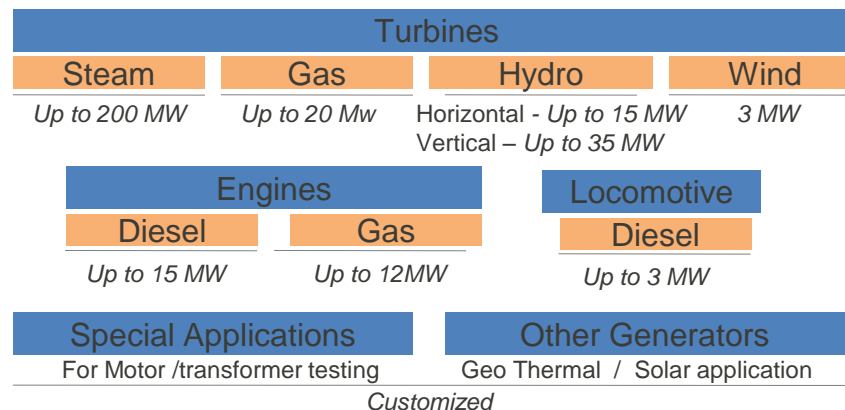 Turbines
Steam Gas Hydro Wind
Up to 200 MW Up to 20 Mw Horizontal - Up to 15 MW 3 MW
Vertical – Up to 35 MW
Engines Locomotive
Diesel Gas Diesel
Up to 15 MW Up to 12MW Up to 3 MW
Special Applications Other Generators
For Motor /transformer testing Geo Thermal / Solar application
Customized